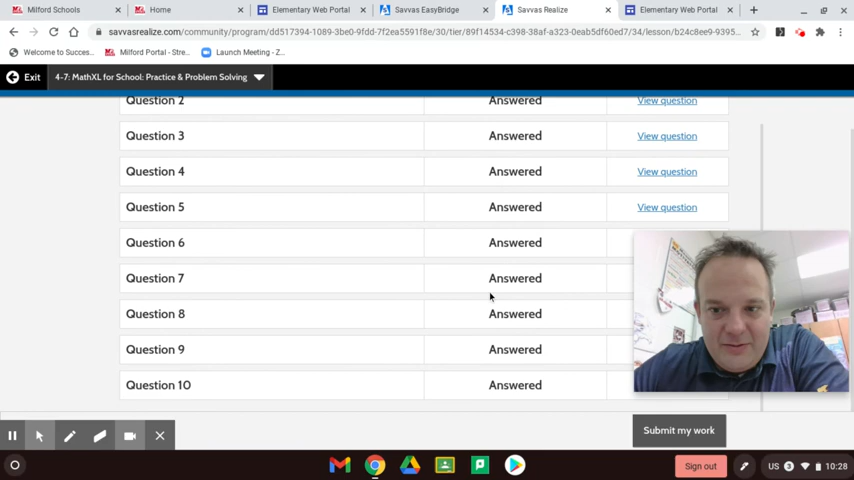 Milford Schools
Home
Elementary Web Portal
Savvas EasyBridge
Savvas Realize
Elementary Web Portal
savvasrealize.com/community/program/dd517394-1089-3be0-9fdd-7f2ea5591f8e/30/tier/89f14534-c398-38af-a323-0eab5df60ed7/34/lesson/b24c8ee9-9395...
Welcome to Succes...
Milford Portal - Stre...
Launch Meeting - Z...
Exit
4-7: MathXL for School: Practice & Problem Solving
Question 2 Answered View question
Question 3 Answered View question
Question 4 Answered View question
Question 5 Answered View question
Question 6 Answered
Question 7 Answered
Question 8 Answered
Question 9 Answered
Question 10 Answered
Submit my work
Sign out
US 3 10:28